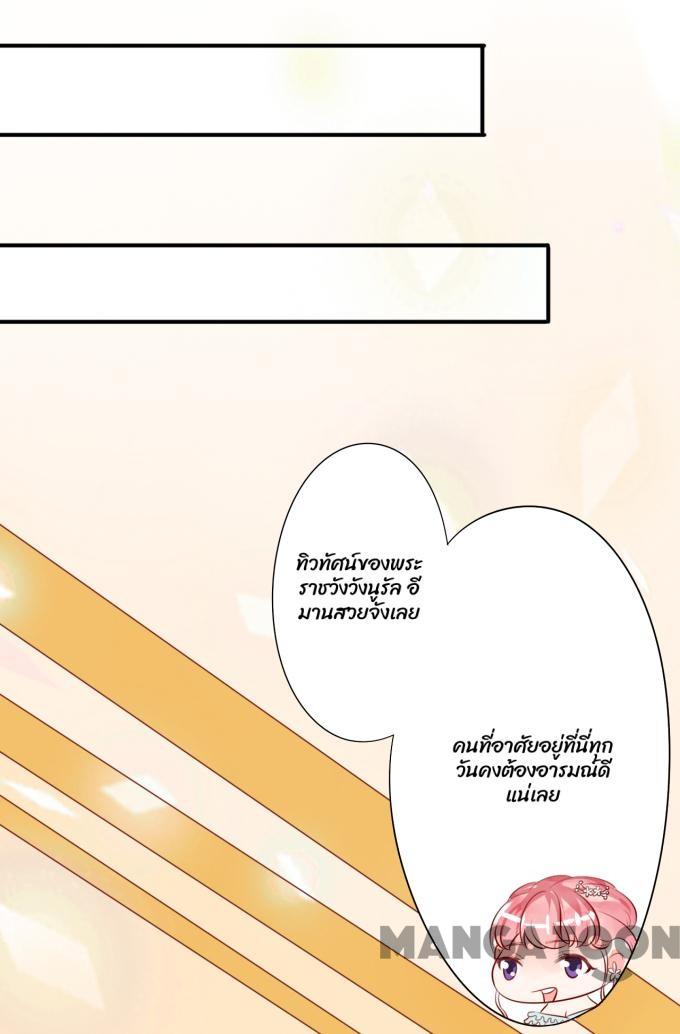 ทิวทัศน์ของพระ
ราชวังวังนูรัล อี
มานสวยจังเลย
คนที่อาศัยอยู่ที่นี่ทุก
วันคงต้องอารมณ์ดี
แน่เลย
MANGATOON